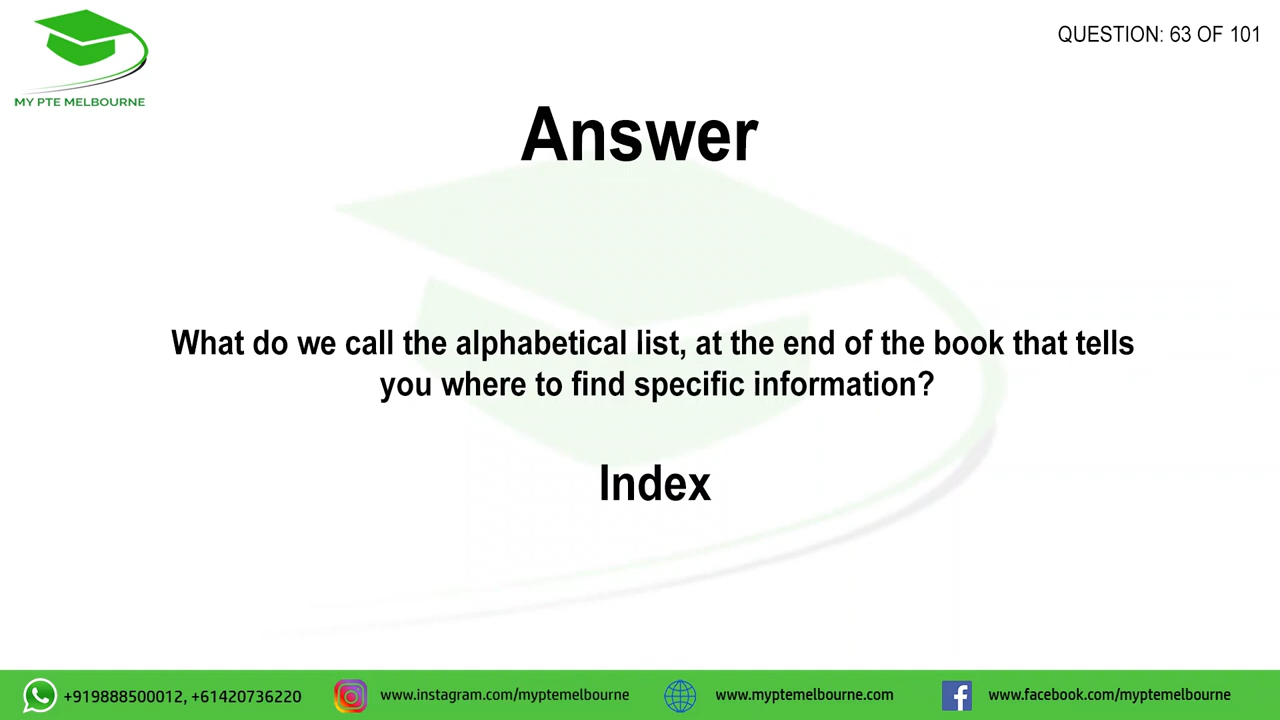 QUESTION: 63 OF 101
MY PTE MELBOURNE
Answer
What do we call the alphabetical list, at the end of the book that tells
you where to find specific information?
Index
+919888500012, +61420736220
www.instagram.com/myptemelbourne
www.myptemelbourne.com
www.facebook.com/myptemelbourne